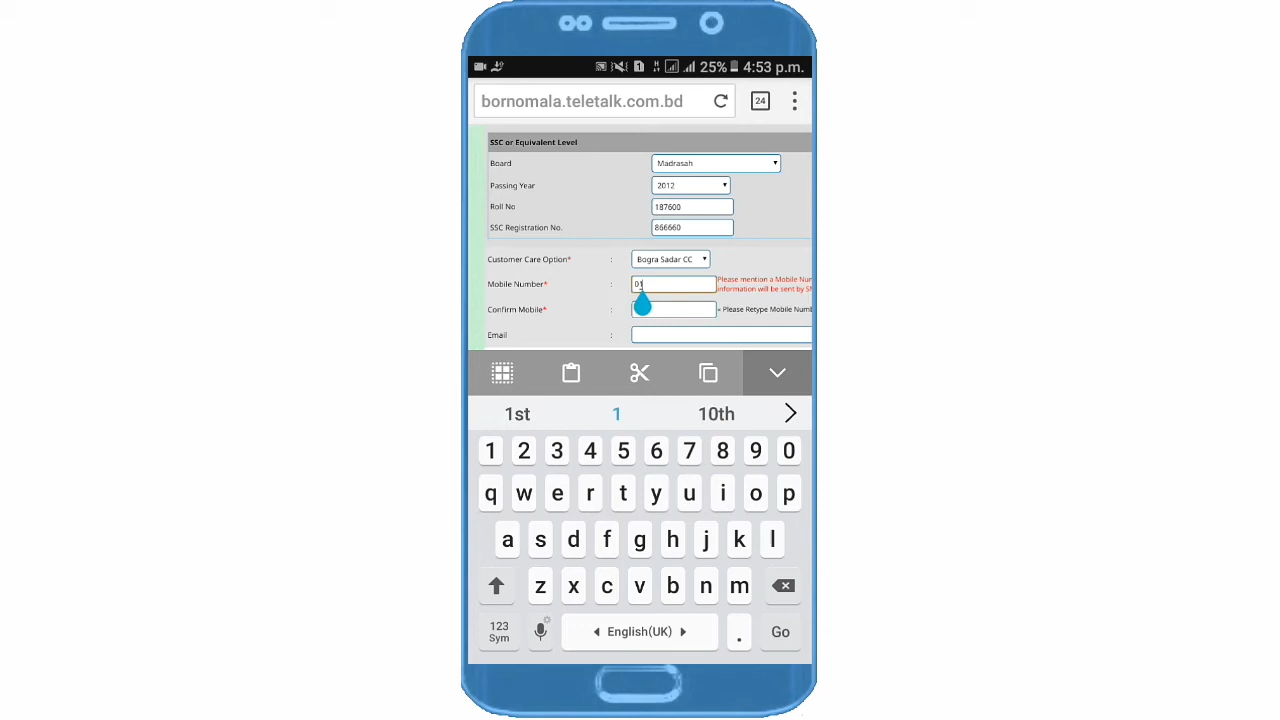 1 25% 4:53 p.m.
bornomala.teletalk.com.bd 24
SSC or Equivalent Level
Board Madrasah
Passing Year 2012
Roll No 187600
SSC Registration No. 866660
Customer Care Option* : Bogra Sadar CC
Mobile Number* : 01 Please mention a Mobile Num
information will be sent by SM
Confirm Mobile* : * Please Retype Mobile Numb
Email :
1st 1 10th
1 2 3 4 5 6 7 8 9 0
q w e r t y u i o p
a s d f g h j k l
z x c v b n m
123
Sym English(UK) . Go